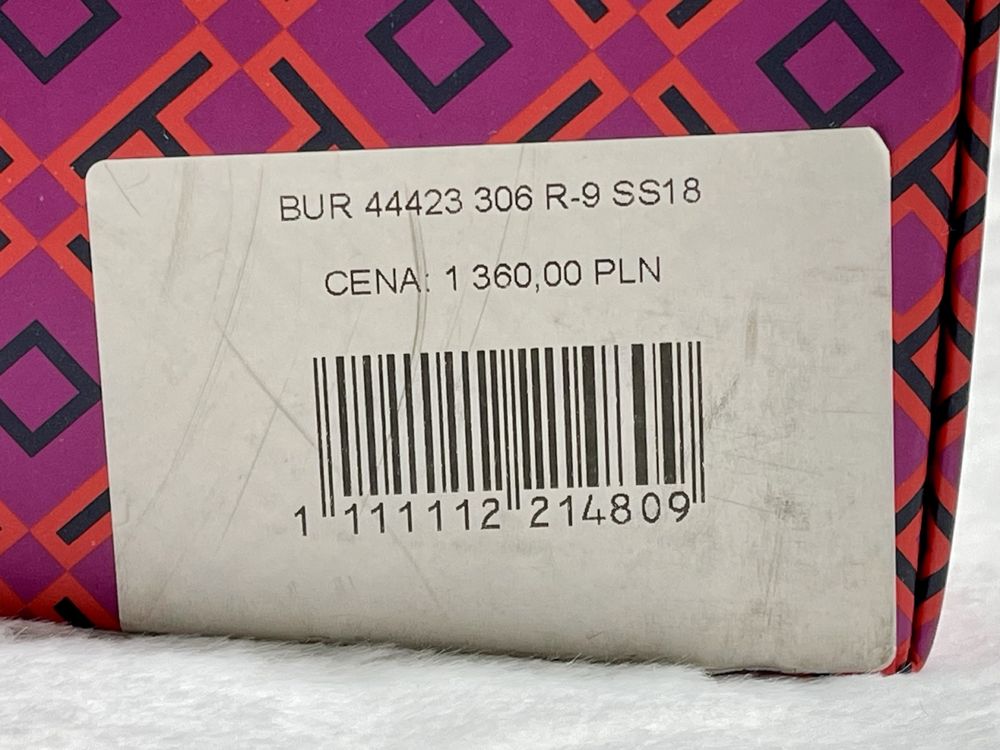 BUR 44423 306 R-9 SS18
CENA: 1 360,00 PLN
1 111112 214809